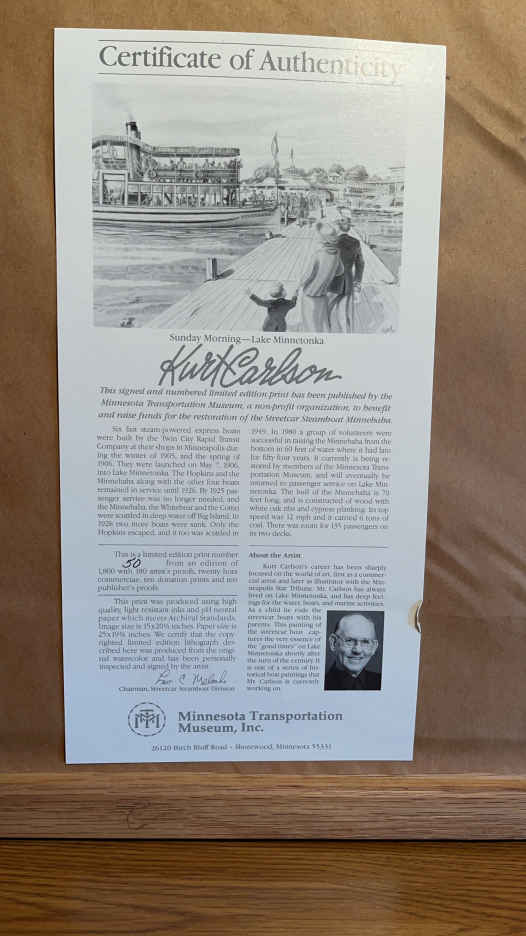 Certificate of Authenticity
Sunday Morning—Lake Minnetonka
Kurt Carlson
This signed and numbered limited edition print has been published by the
Minnesota Transportation Museum, a non-profit organization, to benefit
and raise funds for the restoration of the Streetcar Steamboat Minnehaha.
Six fast steam-powered express boats
were built by the Twin City Rapid Transit
Company at their shops in Minneapolis dur-
ing the winter of 1905, and the spring of
1906. They were launched on May 7, 1906,
into Lake Minnetonka. The Hopkins and the
Minnehaha along with the other four boats
remained in service until 1926. By 1925 pas-
senger service was no longer needed, and
the Minnehaha, the Whitebear and the Como
were scuttled in deep water off Big Island. In
1928 two more boats were sunk. Only the
Hopkins escaped, and it too was scuttled in
1949. In 1980 a group of volunteers were
successful in raising the Minnehaha from the
bottom in 60 feet of water where it had lain
for fifty-four years. It currently is being re-
stored by members of the Minnesota Trans-
portation Museum, and will eventually be
returned to passenger service on Lake Min-
netonka. The hull of the Minnehaha is 70
feet long, and is constructed of wood with
white oak ribs and cypress planking. Its top
speed was 12 mph and it carried 6 tons of
coal. There was room for 135 passengers on
its two decks.
This is a limited edition print number
50 from an edition of
1,800 with 180 artist's proofs, twenty hors
commerciae, ten donation prints and ten
publisher's proofs.
This print was produced using high
quality, light resistant inks and pH neutral
paper which meets Archival Standards.
Image size is 15x20¾ inches. Paper size is
25x19¾ inches. We certify that the copy-
righted limited edition lithograph des-
cribed here was produced from the origi-
nal watercolor and has been personally
inspected and signed by the artist.
Chairman, Streetcar Steamboat Division
About the Artist
Kurt Carlson's career has been sharply
focused on the world of art, first as a commer-
cial artist and later as illustrator with the Min-
neapolis Star Tribune. Mr. Carlson has always
lived on Lake Minnetonka, and has deep feel-
ings for the water, boats, and marine activities.
As a child he rode the
streetcar boats with his
parents. This painting of
the streetcar boat cap-
tures the very essence of
the "good times" on Lake
Minnetonka shortly after
the turn of the century. It
is one of a series of his-
torical boat paintings that
Mr. Carlson is currently
working on.
MTM
Minnesota Transportation
Museum, Inc.
26120 Birch Bluff Road - Shorewood, Minnesota 55331